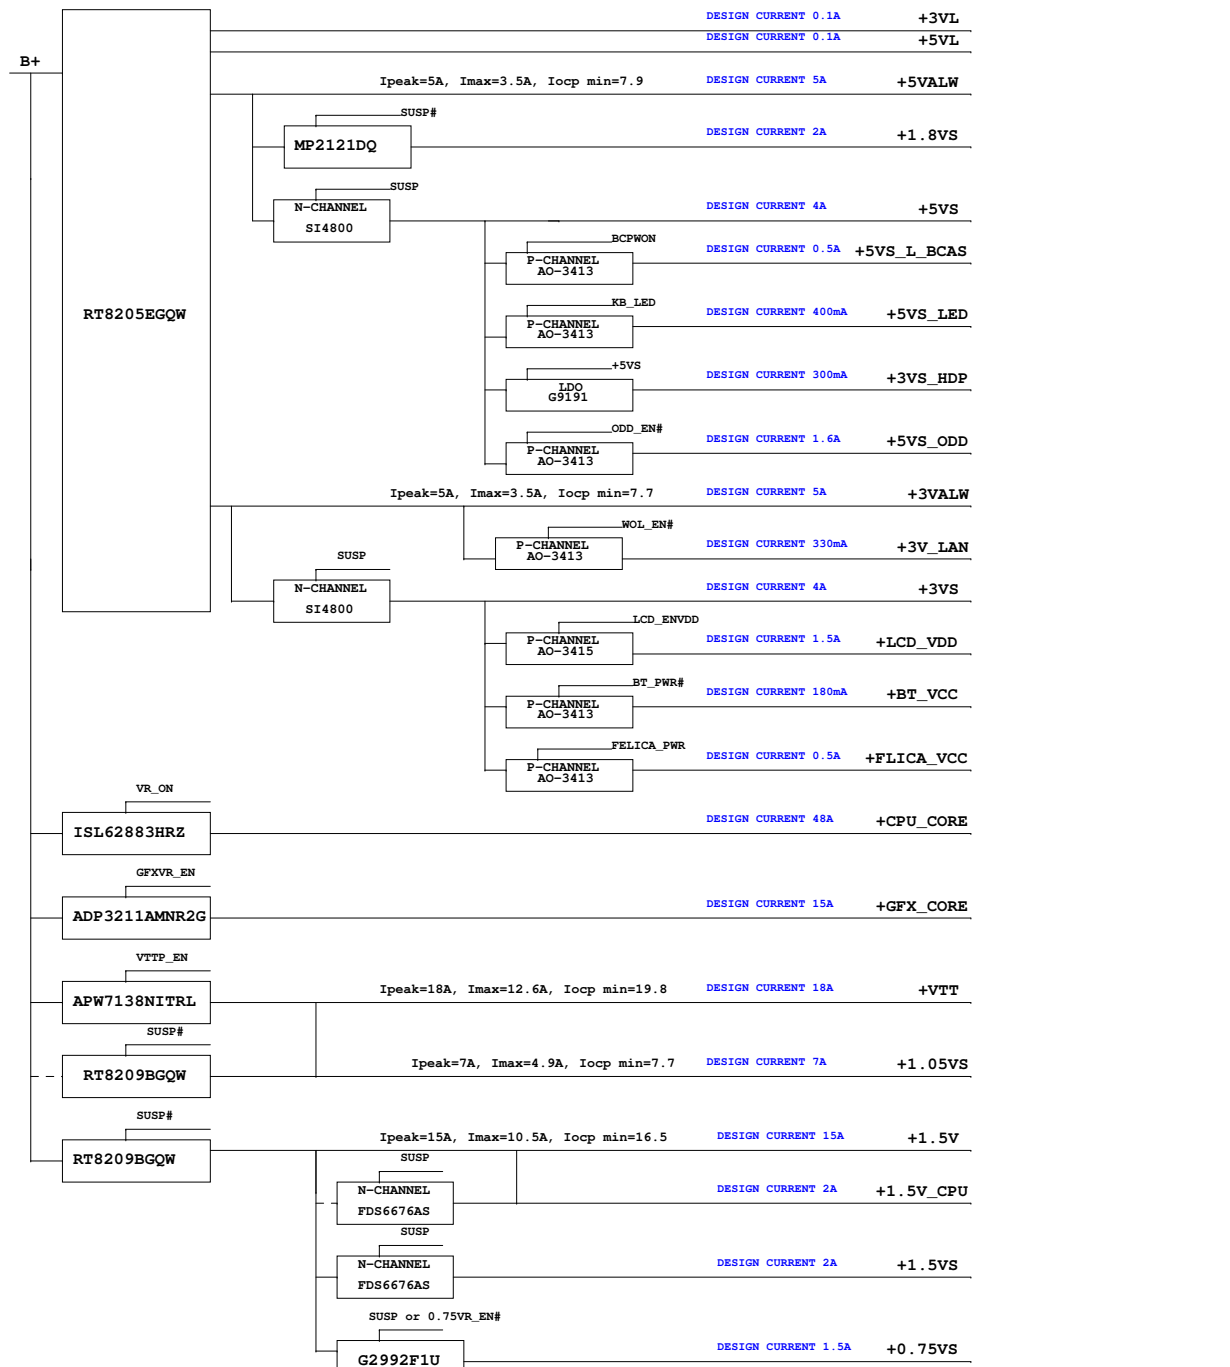 DESIGN CURRENT 0.1A +3VL
DESIGN CURRENT 0.1A +5VL
B+
Ipeak=5A, Imax=3.5A, Iocp min=7.9 DESIGN CURRENT 5A +5VALW
SUSP#
MP2121DQ
DESIGN CURRENT 2A +1.8VS
SUSP
N-CHANNEL
SI4800
DESIGN CURRENT 4A +5VS
BCPWON
P-CHANNEL
AO-3413
DESIGN CURRENT 0.5A +5VS_L_BCAS
RT8205EGQW
KB_LED
P-CHANNEL
AO-3413
DESIGN CURRENT 400mA +5VS_LED
+5VS
LDO
G9191
DESIGN CURRENT 300mA +3VS_HDP
ODD_EN#
P-CHANNEL
AO-3413
DESIGN CURRENT 1.6A +5VS_ODD
Ipeak=5A, Imax=3.5A, Iocp min=7.7 DESIGN CURRENT 5A +3VALW
WOL_EN#
P-CHANNEL
AO-3413
DESIGN CURRENT 330mA +3V_LAN
SUSP
N-CHANNEL
SI4800
DESIGN CURRENT 4A +3VS
LCD_ENVDD
P-CHANNEL
AO-3415
DESIGN CURRENT 1.5A +LCD_VDD
BT_PWR#
P-CHANNEL
AO-3413
DESIGN CURRENT 180mA +BT_VCC
FELICA_PWR
P-CHANNEL
AO-3413
DESIGN CURRENT 0.5A +FLICA_VCC
VR_ON
ISL62883HRZ
DESIGN CURRENT 48A +CPU_CORE
GFXVR_EN
ADP3211AMNR2G
DESIGN CURRENT 15A +GFX_CORE
VTTP_EN
APW7138NITRL
Ipeak=18A, Imax=12.6A, Iocp min=19.8 DESIGN CURRENT 18A +VTT
SUSP#
RT8209BGQW
Ipeak=7A, Imax=4.9A, Iocp min=7.7 DESIGN CURRENT 7A +1.05VS
SUSP#
RT8209BGQW
Ipeak=15A, Imax=10.5A, Iocp min=16.5 DESIGN CURRENT 15A +1.5V
SUSP
N-CHANNEL
FDS6676AS
DESIGN CURRENT 2A +1.5V_CPU
SUSP
N-CHANNEL
FDS6676AS
DESIGN CURRENT 2A +1.5VS
SUSP or 0.75VR_EN#
G2992F1U
DESIGN CURRENT 1.5A +0.75VS